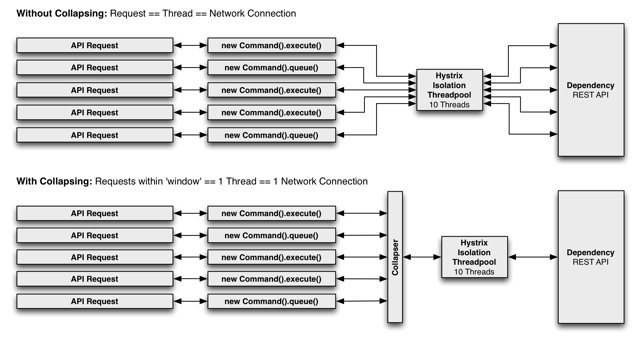 Without Collapsing: Request == Thread == Network Connection
API Request
new Command().execute()
API Request
new Command().queue()
API Request
new Command().execute()
API Request
new Command().execute()
API Request
new Command().queue()
Hystrix
Isolation
Threadpool
10 Threads
Dependency
REST API
With Collapsing: Requests within 'window' == 1 Thread == 1 Network Connection
API Request
new Command().execute()
API Request
new Command().queue()
API Request
new Command().execute()
API Request
new Command().execute()
API Request
new Command().queue()
Collapser
Hystrix
Isolation
Threadpool
10 Threads
Dependency
REST API